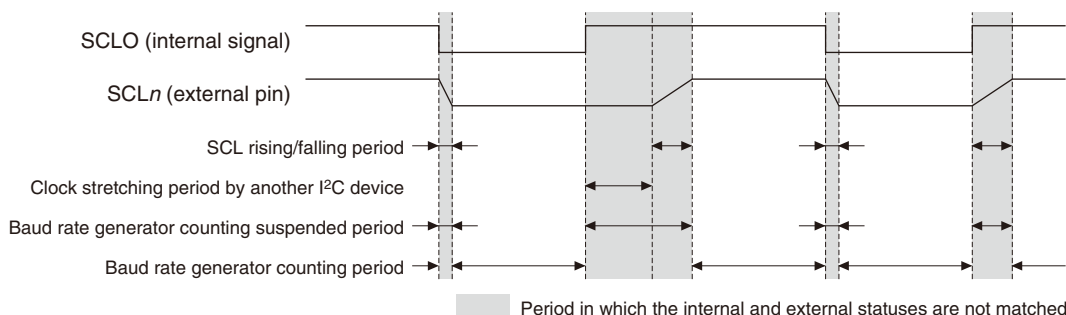 SCLO (internal signal)
SCLn (external pin)
SCL rising/falling period
Clock stretching period by another I²C device
Baud rate generator counting suspended period
Baud rate generator counting period
Period in which the internal and external statuses are not matched